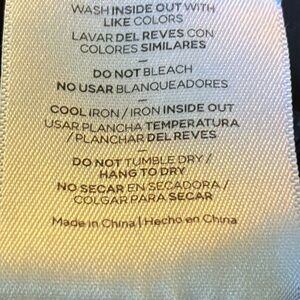 WASH INSIDE OUT WITH
LIKE COLORS
LAVAR DEL REVES CON
COLORES SIMILARES
—
DO NOT BLEACH
NO USAR BLANQUEADORES
—
COOL IRON / IRON INSIDE OUT
USAR PLANCHA TEMPERATURA
/ PLANCHAR DEL REVES
—
DO NOT TUMBLE DRY /
HANG TO DRY
NO SECAR EN SECADORA /
COLGAR PARA SECAR
Made in China | Hecho en China